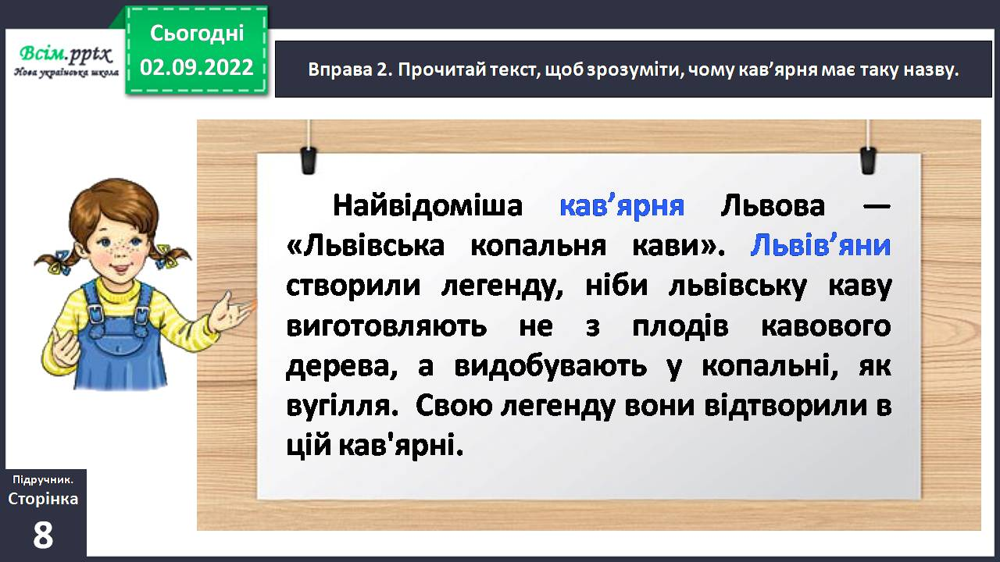 Всім.pptx
Нова українська школа
Сьогодні
02.09.2022
Вправа 2. Прочитай текст, щоб зрозуміти, чому кав’ярня має таку назву.
Найвідоміша кав’ярня Львова —
«Львівська копальня кави». Львів’яни
створили легенду, ніби львівську каву
виготовляють не з плодів кавового
дерева, а видобувають у копальні, як
вугілля. Свою легенду вони відтворили в
цій кав'ярні.
Підручник.
Сторінка
8